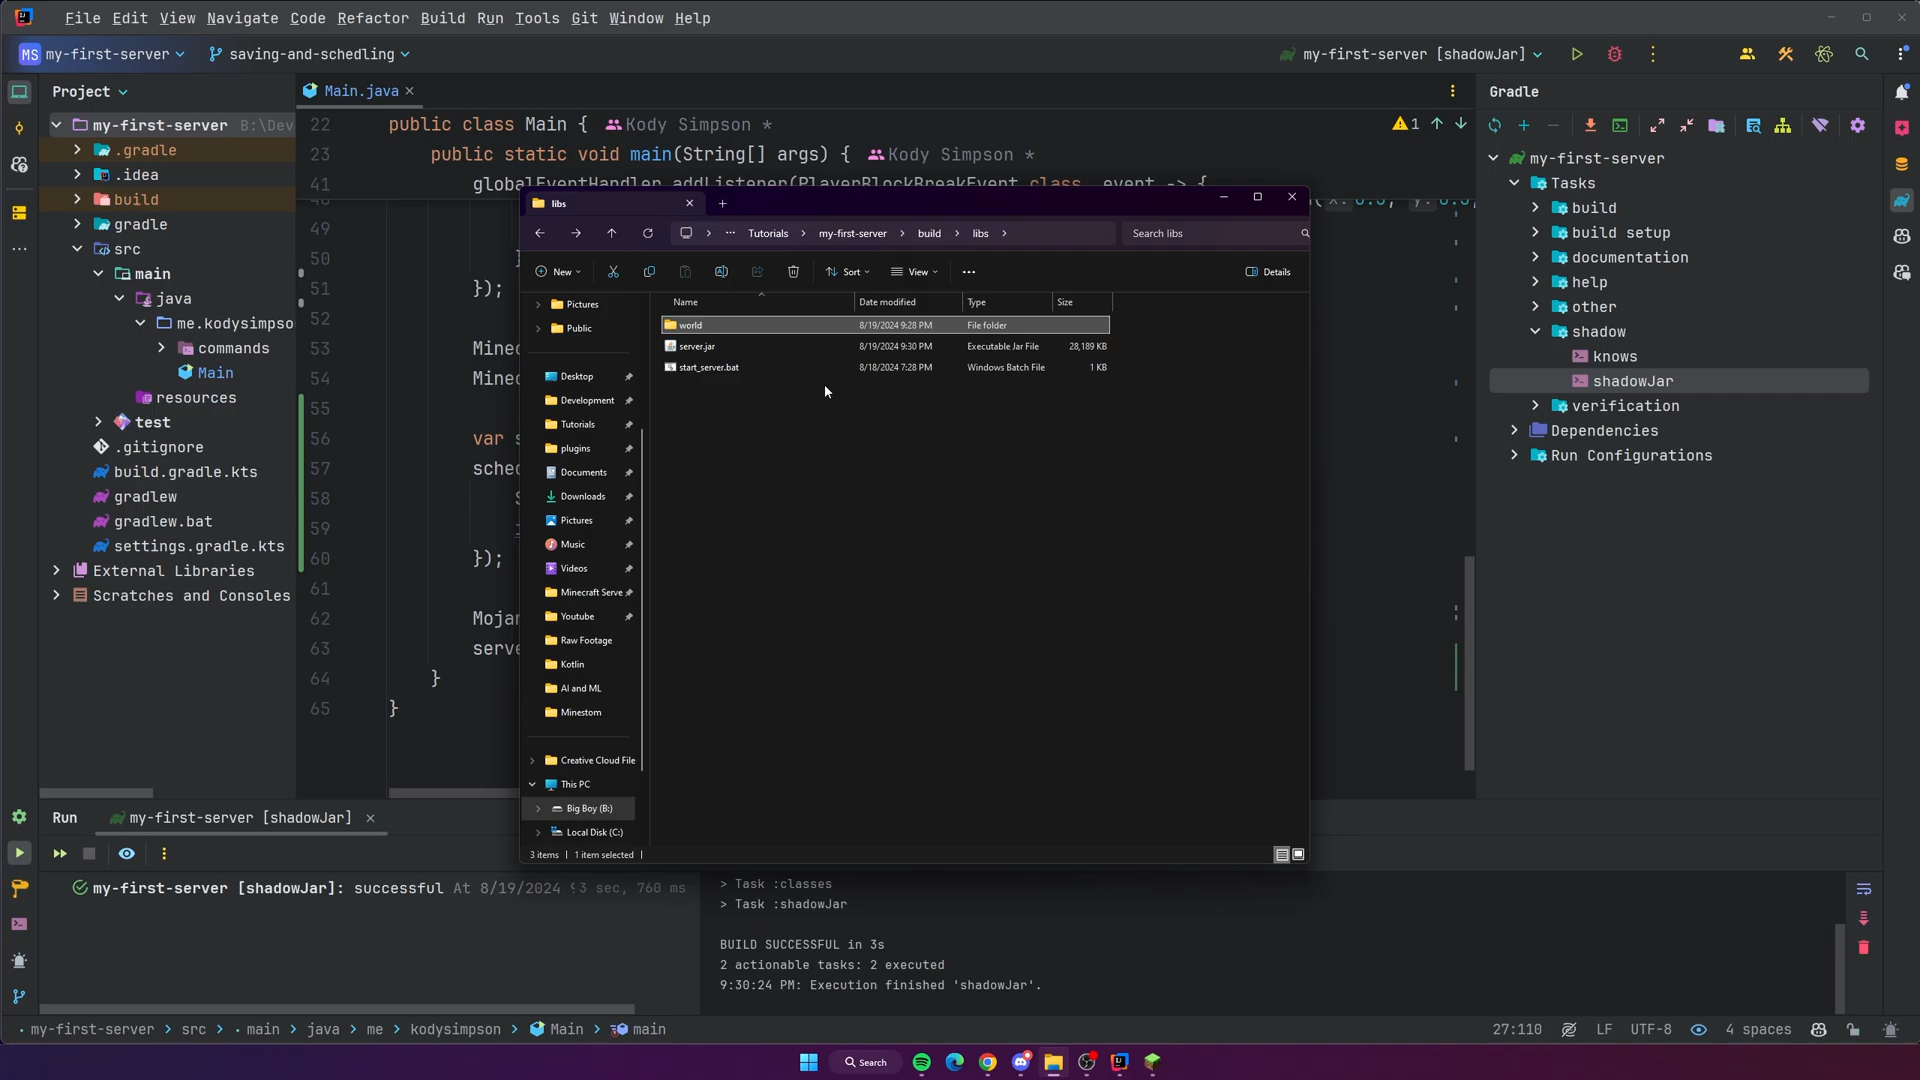 File Edit View Navigate Code Refactor Build Run Tools Git Window Help
MS my-first-server saving-and-schedling my-first-server [shadowJar]
Project
Main.java
Gradle
my-first-server B:\Dev
.gradle
.idea
build
gradle
src
main
java
me.kodysimpso
commands
Main
resources
test
.gitignore
build.gradle.kts
gradlew
gradlew.bat
settings.gradle.kts
External Libraries
Scratches and Consoles
22 public class Main { Kody Simpson *
1
23 public static void main(String[] args) { Kody Simpson *
41 globalEventHandler.addListener(PlayerBlockBreakEvent.class, event -> {
49
50
51 });
52
53 Mined
54 Mined
55
56 var s
57 sched
58
59
60 });
61
62 Mojan
63 serve
64 }
65 }
libs
Tutorials my-first-server build libs
Search libs
New Sort View Details
Name Date modified Type Size
world 8/19/2024 9:28 PM File folder
server.jar 8/19/2024 9:30 PM Executable Jar File 28,189 KB
start_server.bat 8/18/2024 7:28 PM Windows Batch File 1 KB
Pictures
Public
Desktop
Development
Tutorials
plugins
Documents
Downloads
Pictures
Music
Videos
Minecraft Serve
Youtube
Raw Footage
Kotlin
AI and ML
Minestom
Creative Cloud File
This PC
Big Boy (B:)
Local Disk (C:)
3 items 1 item selected
my-first-server
Tasks
build
build setup
documentation
help
other
shadow
knows
shadowJar
verification
Dependencies
Run Configurations
Run my-first-server [shadowJar]
my-first-server [shadowJar]: successful At 8/19/2024 3 sec, 760 ms
> Task :classes
> Task :shadowJar
BUILD SUCCESSFUL in 3s
2 actionable tasks: 2 executed
9:30:24 PM: Execution finished 'shadowJar'.
my-first-server > src > main > java > me > kodysimpson > Main > main
27:110 LF UTF-8 4 spaces
Search